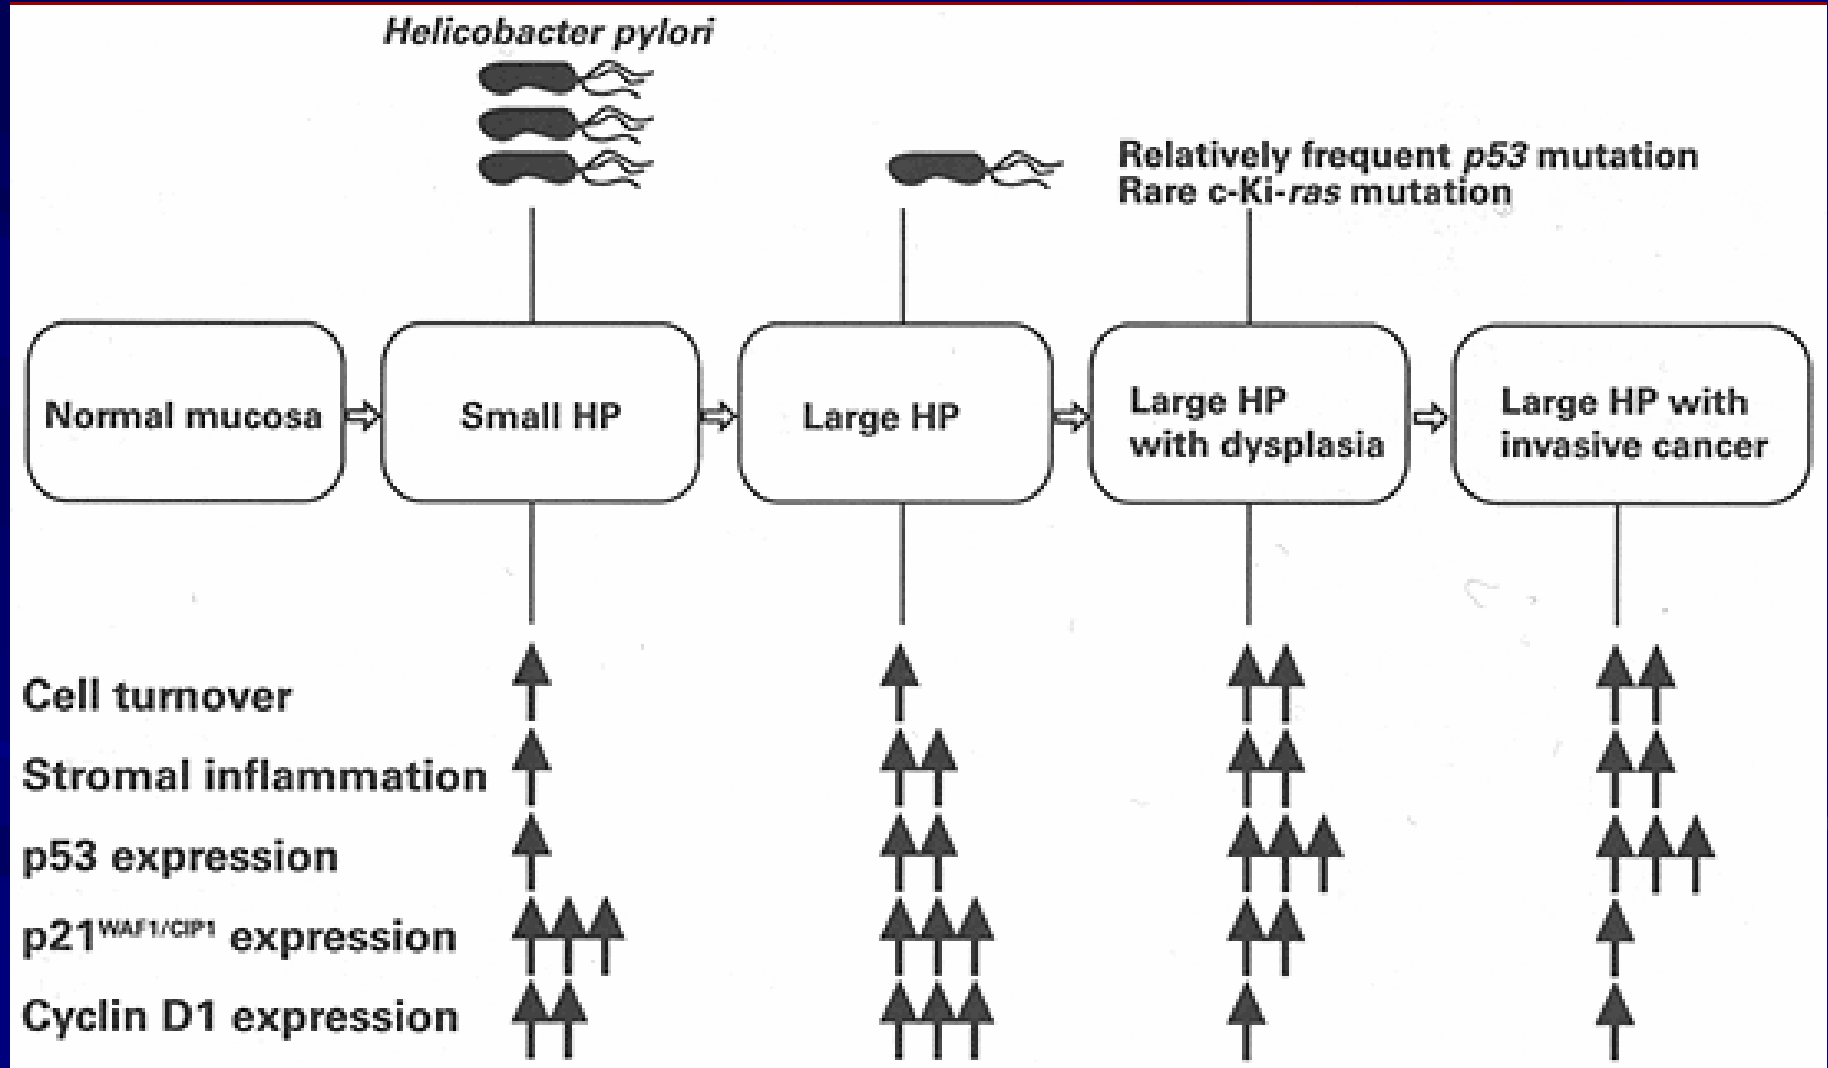 Helicobacter pylori
Relatively frequent p53 mutation
Rare c-Ki-ras mutation
Normal mucosa
Small HP
Large HP
Large HP
with dysplasia
Large HP with
invasive cancer
Cell turnover
Stromal inflammation
p53 expression
p21WAF1/CIP1 expression
Cyclin D1 expression